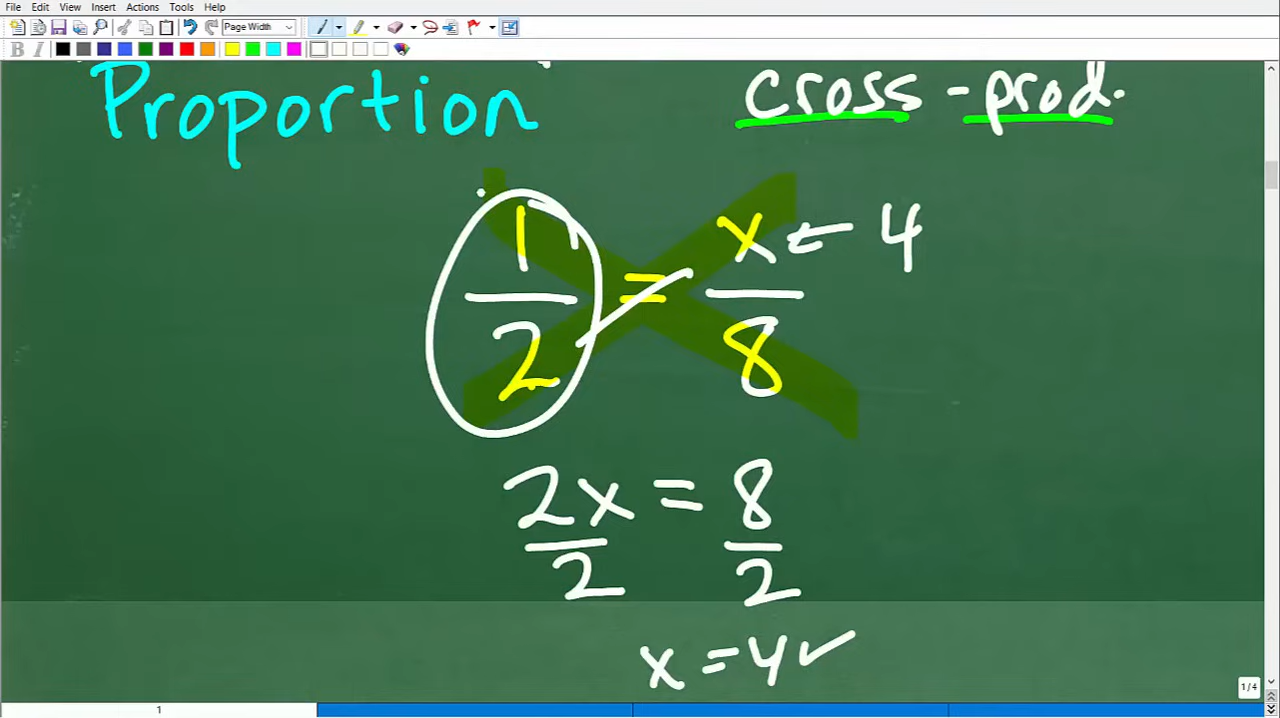 File Edit View Insert Actions Tools Help
Page Width
B I
Proportion cross-prod.
1/2 = x/8 ← 4
2x/2 = 8/2
x = 4 ✓
1/4
1